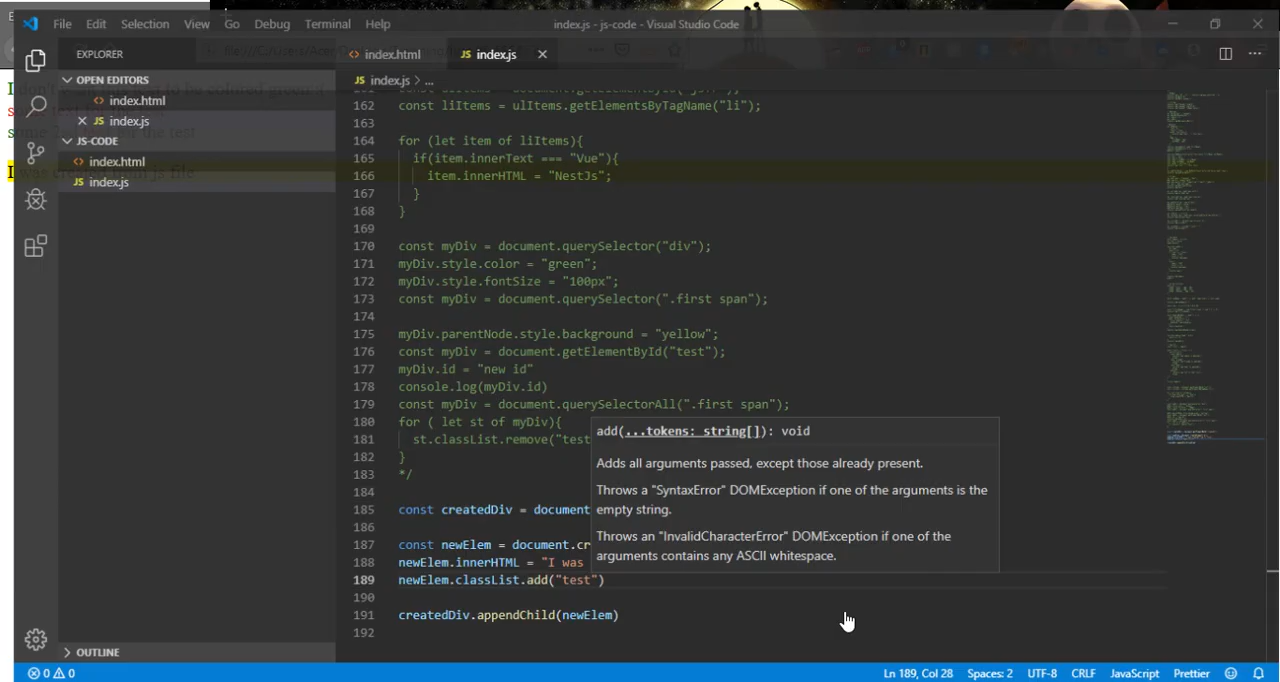 File Edit Selection View Go Debug Terminal Help
index.js - js-code - Visual Studio Code
EXPLORER
index.html
index.js
OPEN EDITORS
index.js > ...
index.html
index.js
JS-CODE
index.html
I was created from js file
index.js
161
162 const liItems = ulItems.getElementsByTagName("li");
163
164 for (let item of liItems){
165 if(item.innerText === "Vue"){
166 item.innerHTML = "NestJs";
167 }
168 }
169
170 const myDiv = document.querySelector("div");
171 myDiv.style.color = "green";
172 myDiv.style.fontSize = "100px";
173 const myDiv = document.querySelector(".first span");
174
175 myDiv.parentNode.style.background = "yellow";
176 const myDiv = document.getElementById("test");
177 myDiv.id = "new id"
178 console.log(myDiv.id)
179 const myDiv = document.querySelectorAll(".first span");
180 for ( let st of myDiv){
181 st.classList.remove("test
182 }
183 */
184
185 const createdDiv = document
186
187 const newElem = document.cr
188 newElem.innerHTML = "I was
189 newElem.classList.add("test")
190
191 createdDiv.appendChild(newElem)
192
add(...tokens: string[]): void
Adds all arguments passed, except those already present.
Throws a "SyntaxError" DOMException if one of the arguments is the
empty string.
Throws an "InvalidCharacterError" DOMException if one of the
arguments contains any ASCII whitespace.
OUTLINE
0 0
Ln 189, Col 28 Spaces: 2 UTF-8 CRLF JavaScript Prettier